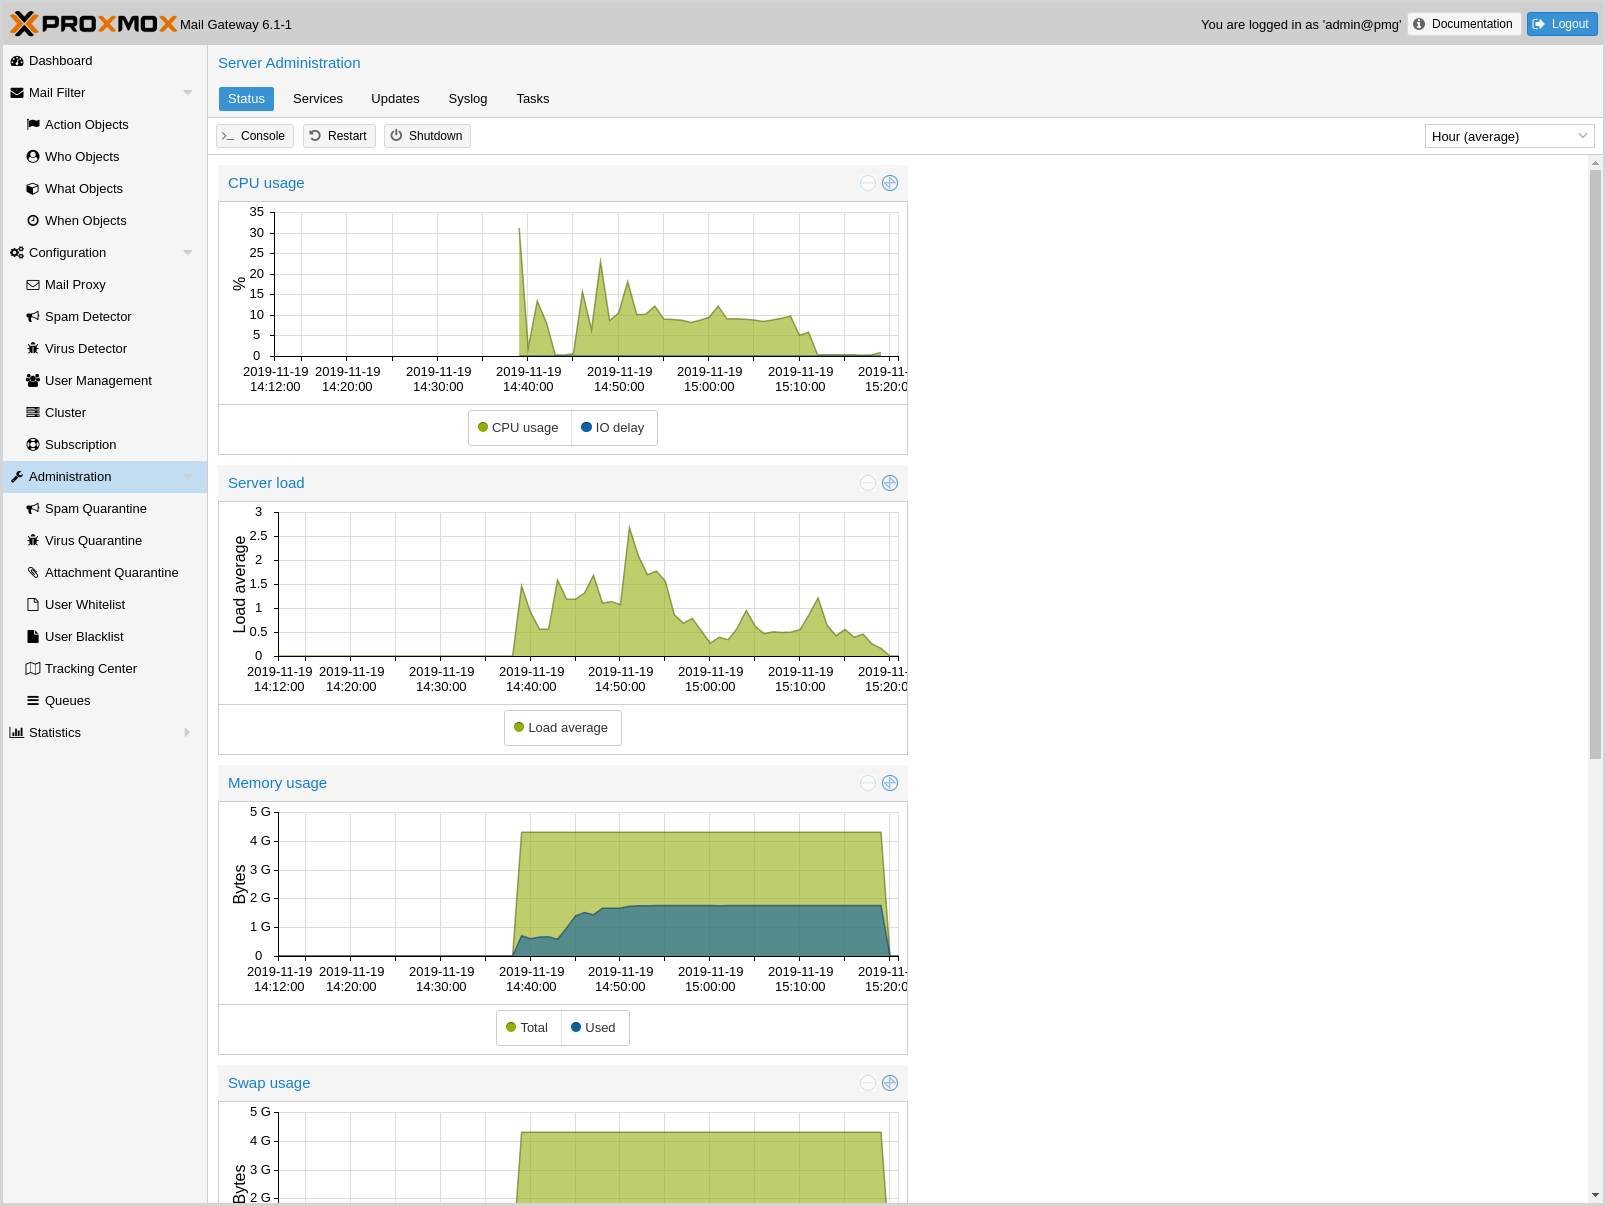 PROXMOX Mail Gateway 6.1-1
You are logged in as 'admin@pmg'
Documentation
Logout
Dashboard
Mail Filter
Action Objects
Who Objects
What Objects
When Objects
Configuration
Mail Proxy
Spam Detector
Virus Detector
User Management
Cluster
Subscription
Administration
Spam Quarantine
Virus Quarantine
Attachment Quarantine
User Whitelist
User Blacklist
Tracking Center
Queues
Statistics
Server Administration
Status Services Updates Syslog Tasks
Console Restart Shutdown
Hour (average)
CPU usage
35
30
25
20
15
10
5
0
%
2019-11-19 2019-11-19 2019-11-19 2019-11-19 2019-11-19 2019-11-19 2019-11-19 2019-11-
14:12:00 14:20:00 14:30:00 14:40:00 14:50:00 15:00:00 15:10:00 15:20:0
CPU usage IO delay
Server load
3
2.5
2
1.5
1
0.5
0
Load average
2019-11-19 2019-11-19 2019-11-19 2019-11-19 2019-11-19 2019-11-19 2019-11-19 2019-11-
14:12:00 14:20:00 14:30:00 14:40:00 14:50:00 15:00:00 15:10:00 15:20:0
Load average
Memory usage
5 G
4 G
3 G
2 G
1 G
0
Bytes
2019-11-19 2019-11-19 2019-11-19 2019-11-19 2019-11-19 2019-11-19 2019-11-19 2019-11-
14:12:00 14:20:00 14:30:00 14:40:00 14:50:00 15:00:00 15:10:00 15:20:0
Total Used
Swap usage
5 G
4 G
3 G
2 G
Bytes